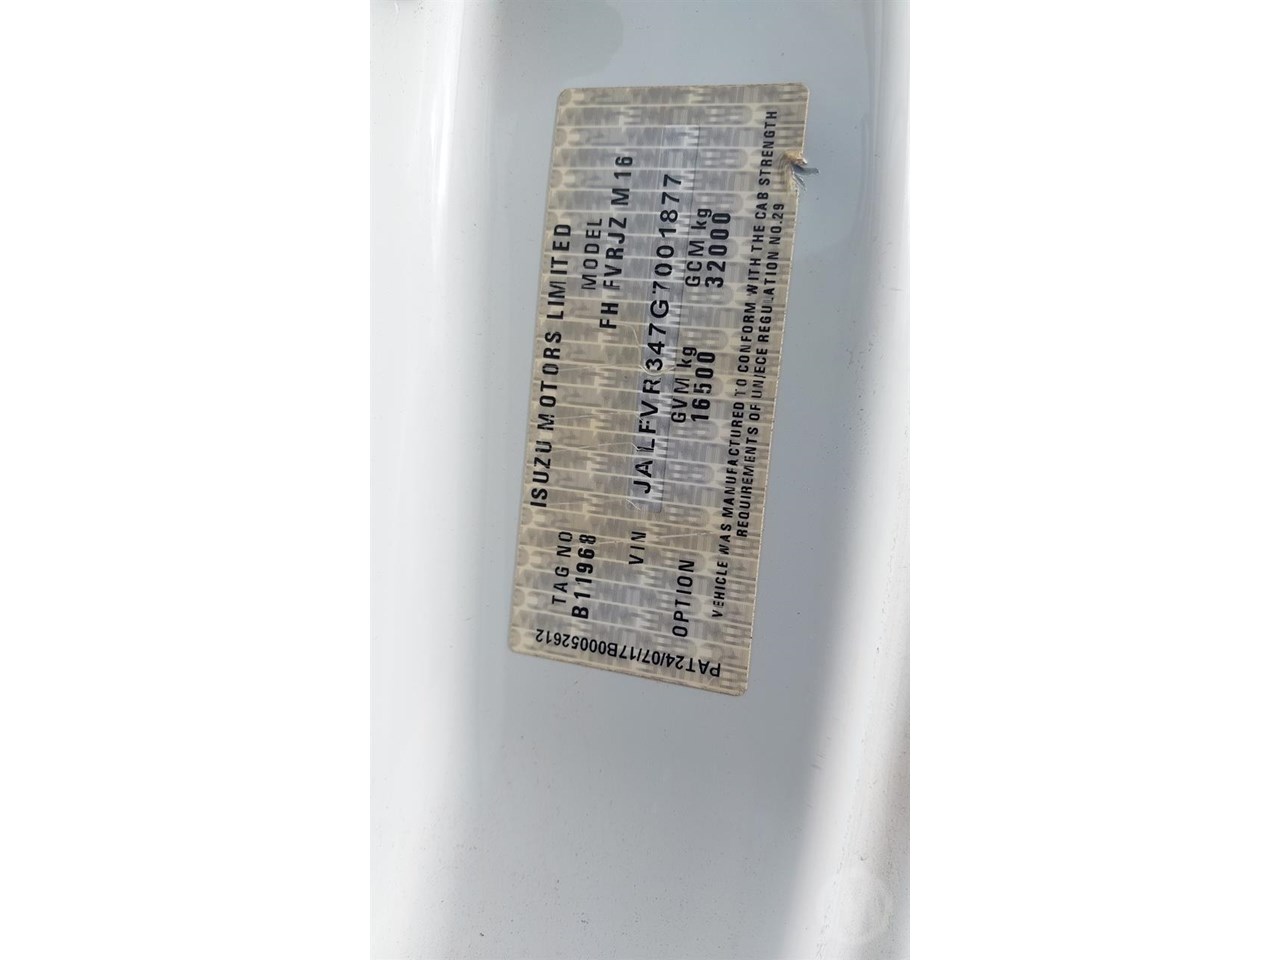 ISUZU MOTORS LIMITED
TAG NO
MODEL
B11968
FH FVRJZ M16
VIN
JALFVR347G7001877
GVM kg
GCM kg
OPTION
16500
32000
VEHICLE WAS MANUFACTURED TO CONFORM WITH THE CAB STRENGTH
REQUIREMENTS OF UN/ECE REGULATION NO.29
PAT24/07/17B00052612